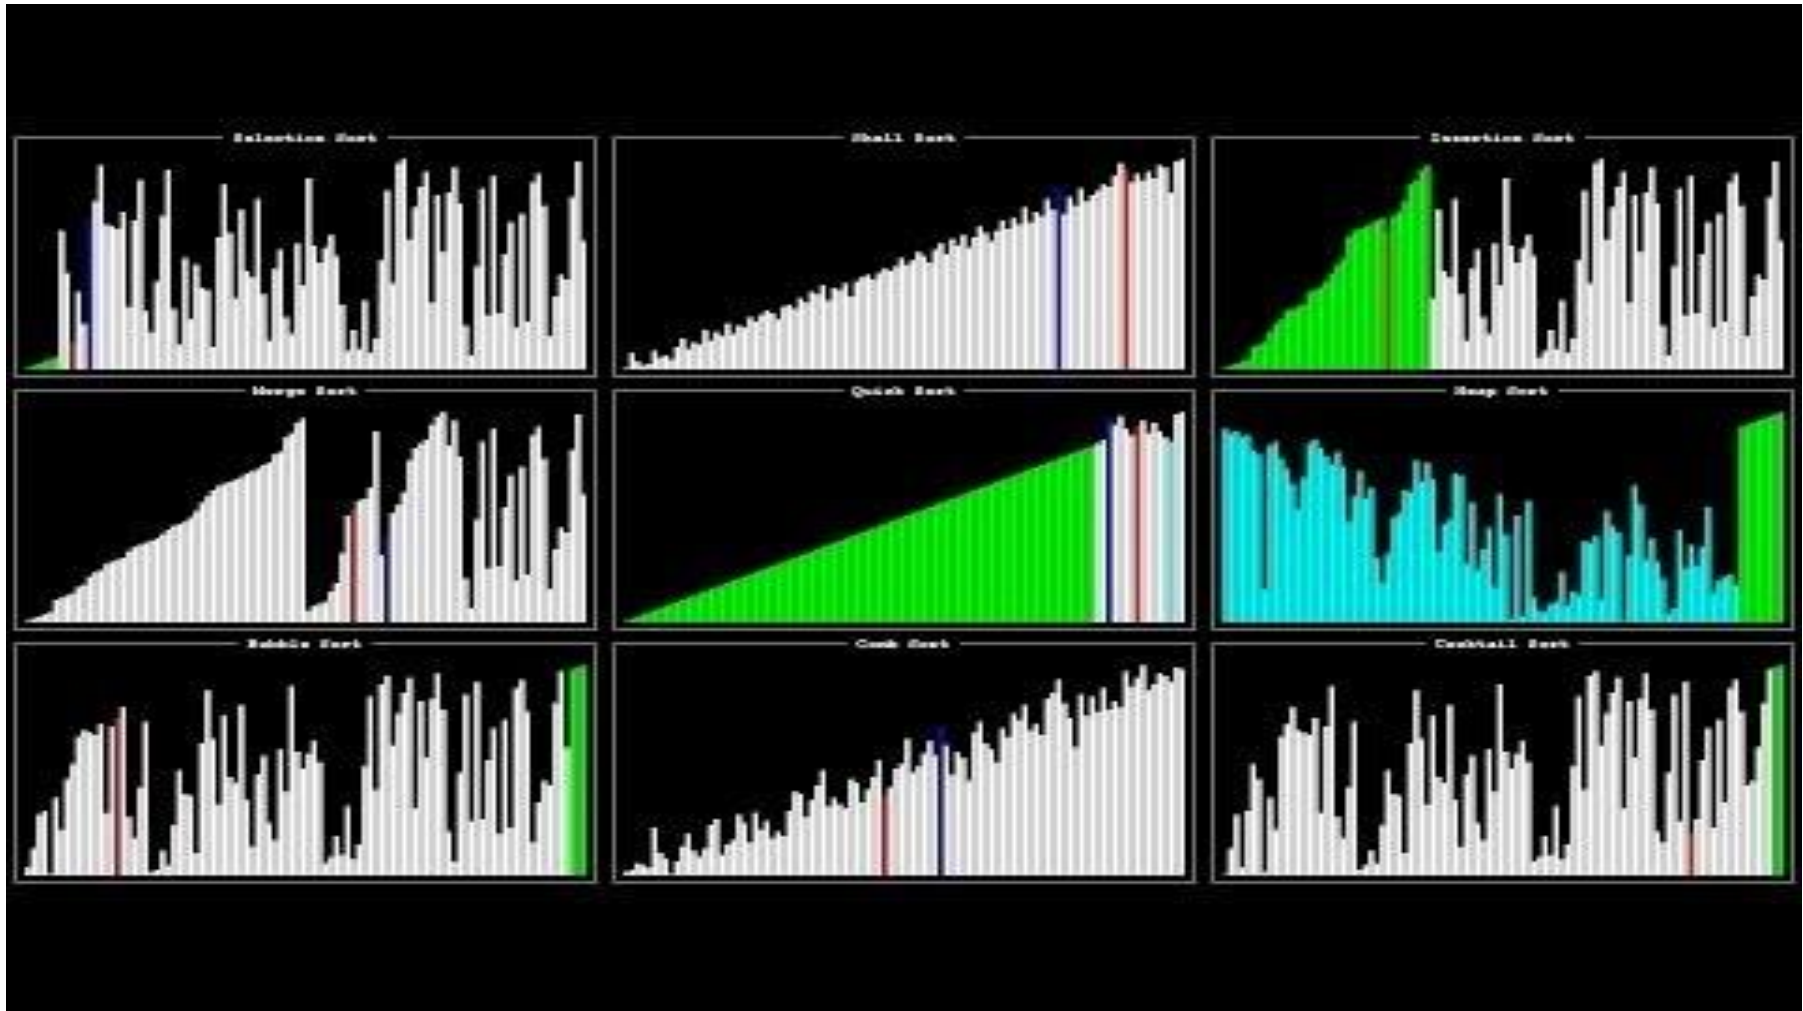 Selection Sort
Shell Sort
Insertion Sort
Merge Sort
Quick Sort
Heap Sort
Bubble Sort
Comb Sort
Cocktail Sort